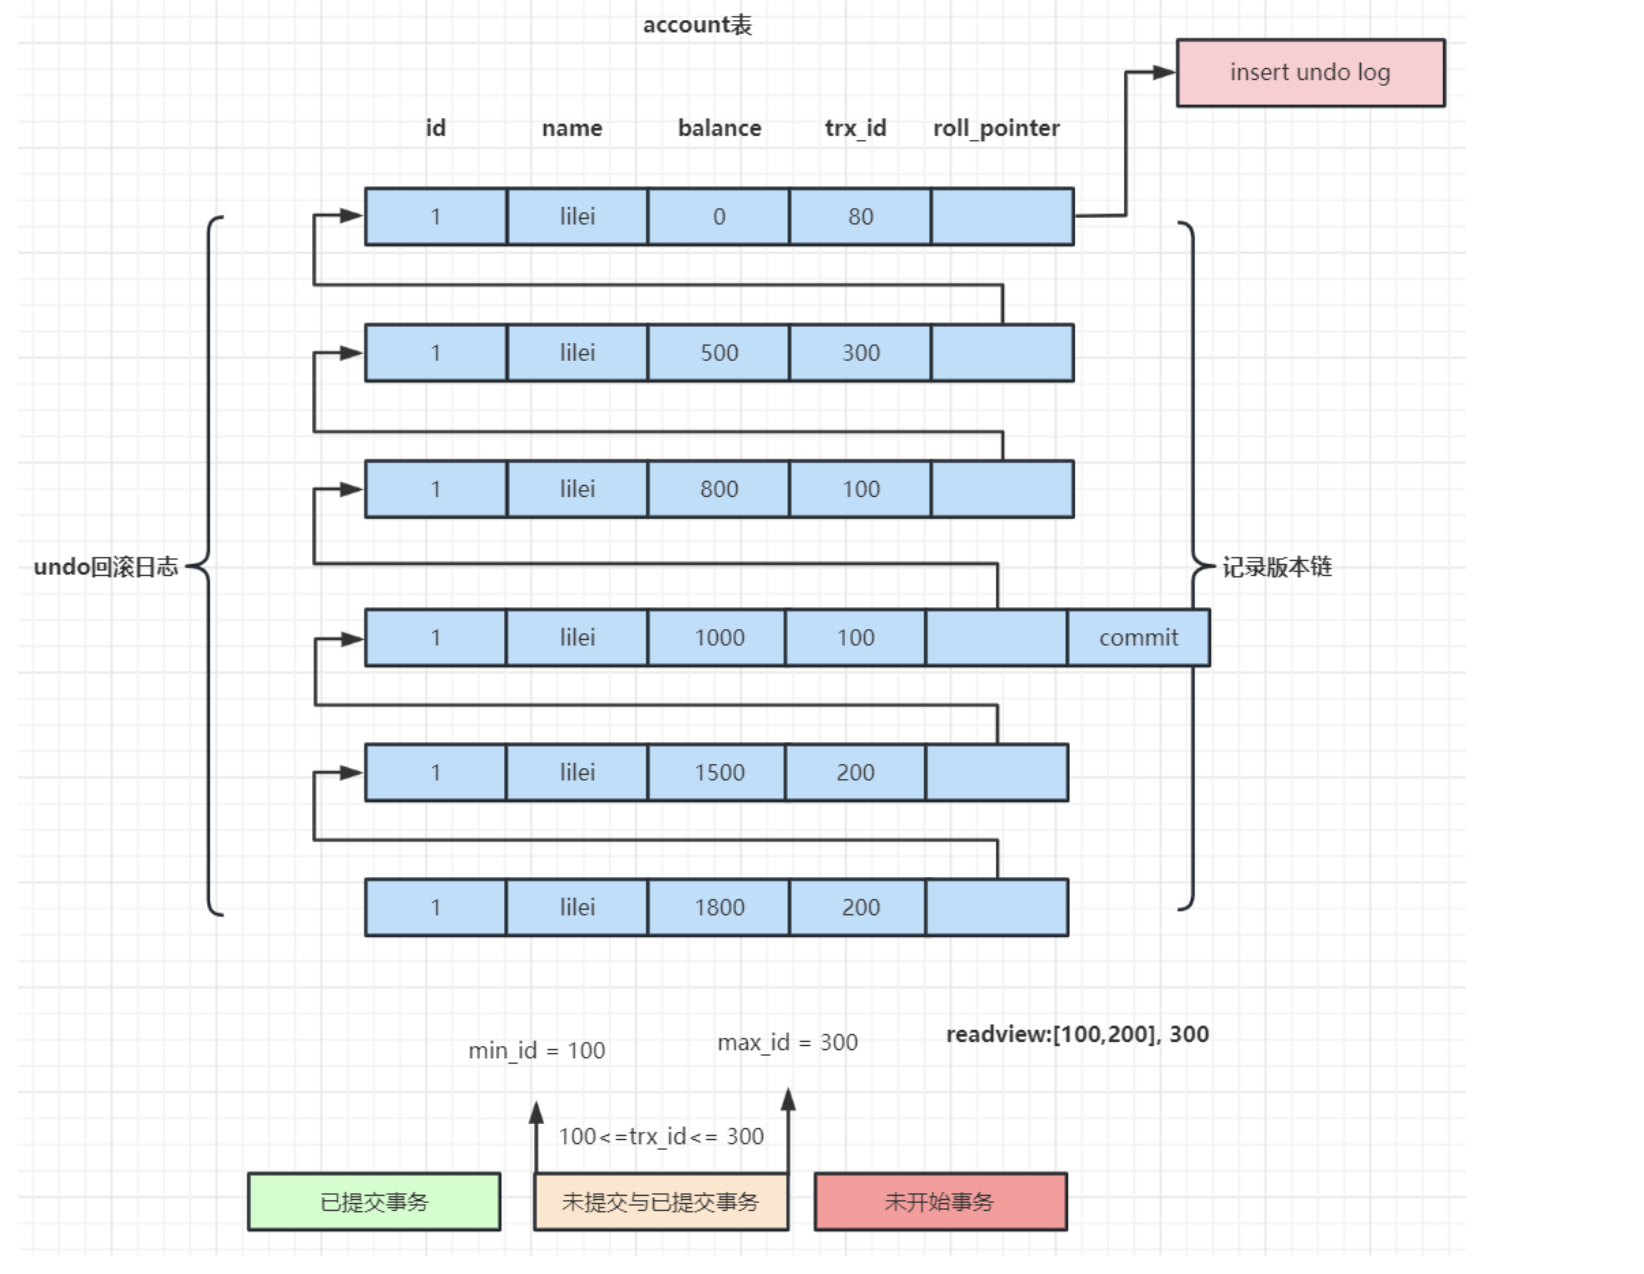 account表
insert undo log
id name balance trx_id roll_pointer
1 lilei 0 80
1 lilei 500 300
1 lilei 800 100
undo回滚日志
记录版本链
1 lilei 1000 100 commit
1 lilei 1500 200
1 lilei 1800 200
readview:[100,200], 300
min_id = 100
max_id = 300
100<=trx_id<= 300
已提交事务
未提交与已提交事务
未开始事务